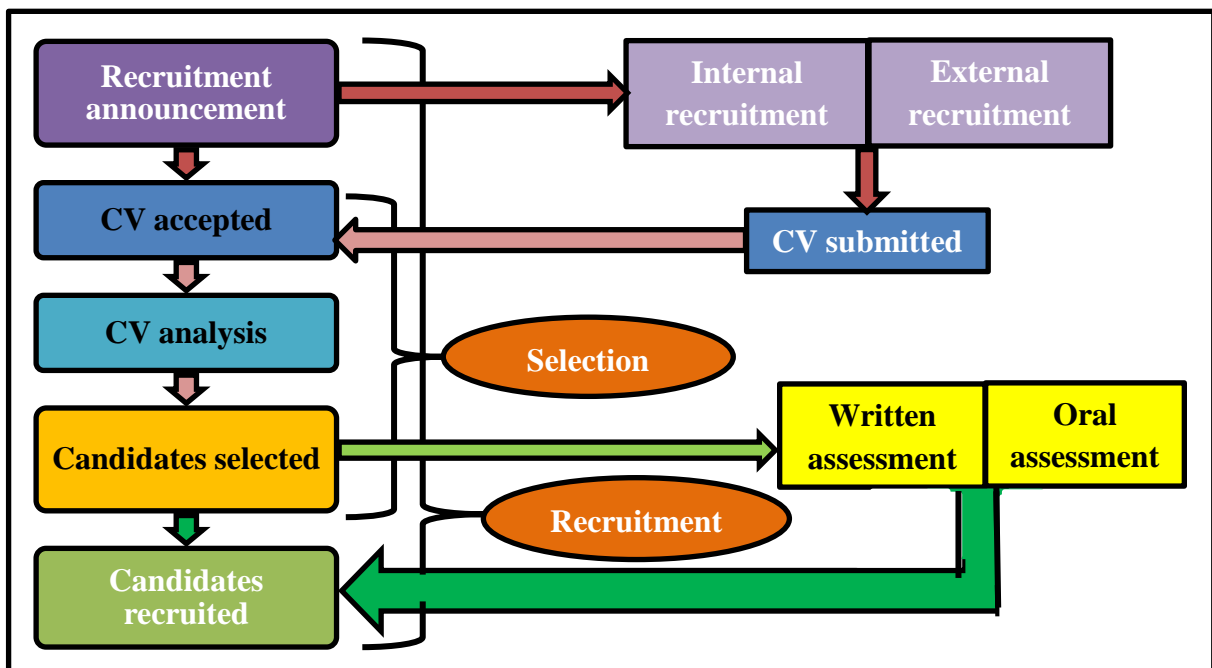 Recruitment
announcement
Internal
recruitment
External
recruitment
CV accepted
CV submitted
CV analysis
Selection
Candidates selected
Written
assessment
Oral
assessment
Recruitment
Candidates
recruited